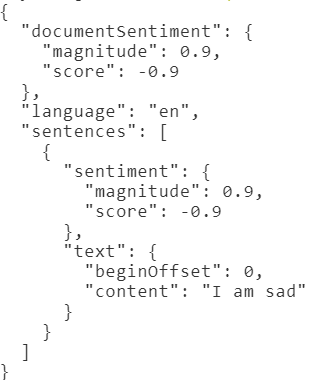 {
  "documentSentiment": {
    "magnitude": 0.9,
    "score": -0.9
  },
  "language": "en",
  "sentences": [
    {
      "sentiment": {
        "magnitude": 0.9,
        "score": -0.9
      },
      "text": {
        "beginOffset": 0,
        "content": "I am sad"
      }
    }
  ]
}